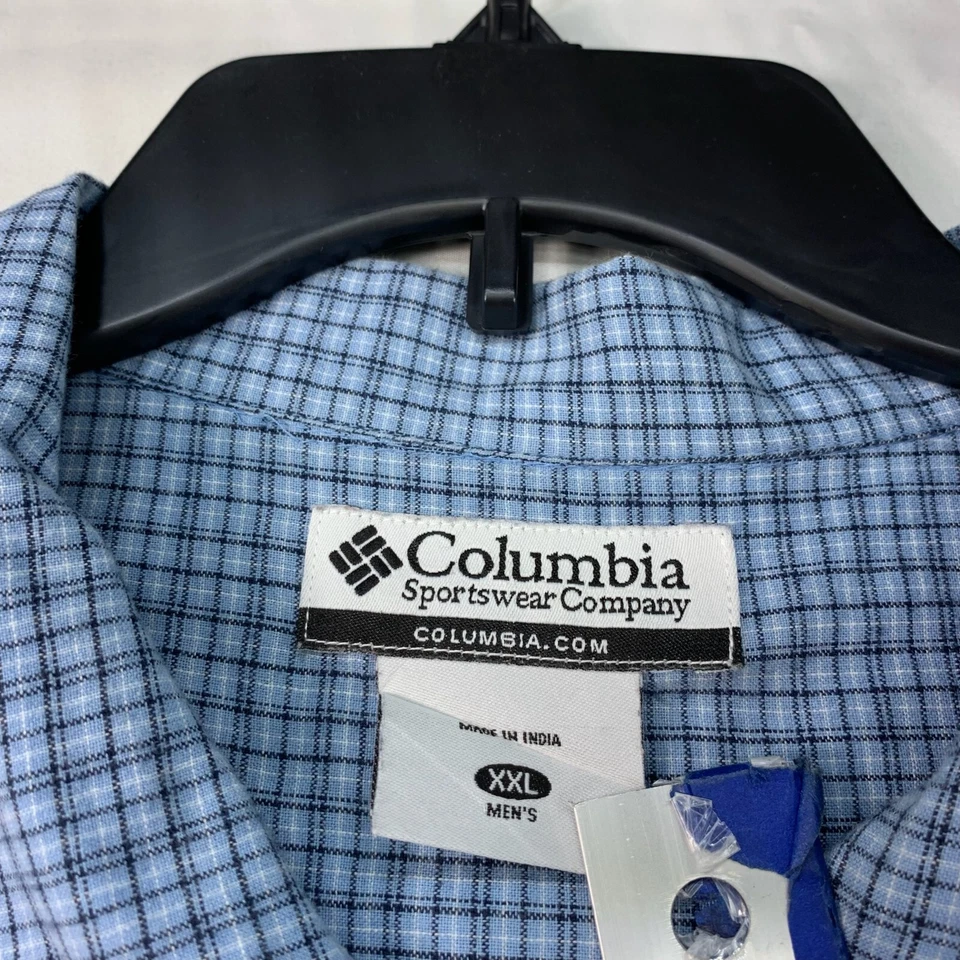 Columbia
Sportswear Company
COLUMBIA.COM
MADE IN INDIA
XXL
MEN'S